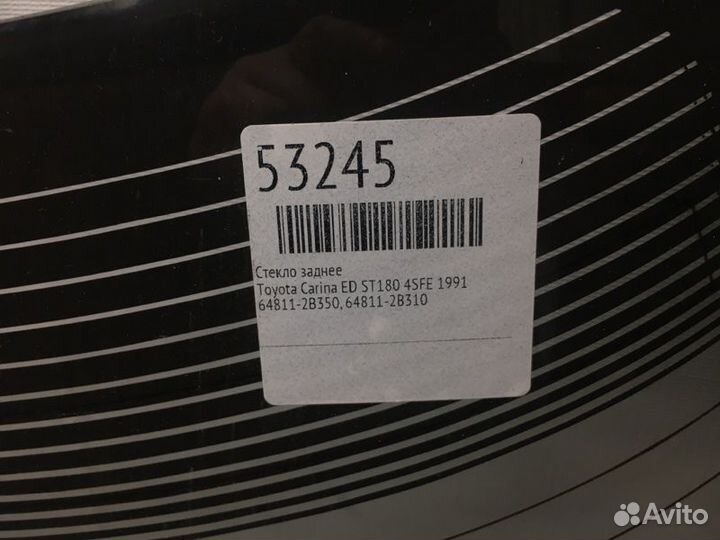 53245
Стекло заднее
Toyota Carina ED ST180 4SFE 1991
64811-2B350, 64811-2B310
Avito